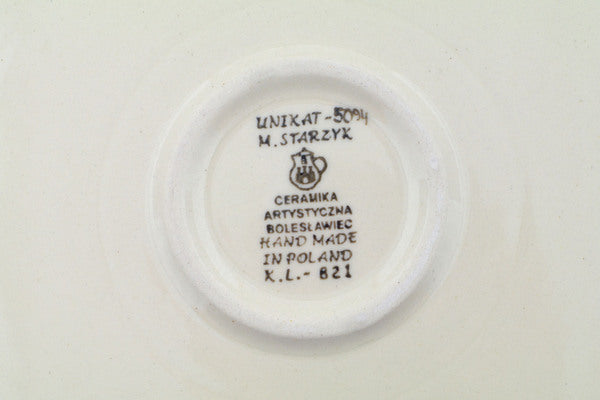 UNIKAT-5094
M. STARZYK
CERAMIKA
ARTYSTYCZNA
BOLESŁAWIEC
HAND MADE
IN POLAND
K.L.-821